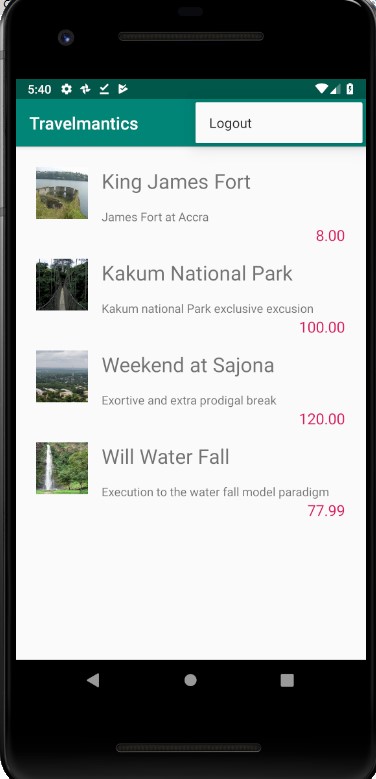 5:40
Travelmantics
Logout
King James Fort
James Fort at Accra
8.00
Kakum National Park
Kakum national Park exclusive excusion
100.00
Weekend at Sajona
Exortive and extra prodigal break
120.00
Will Water Fall
Execution to the water fall model paradigm
77.99